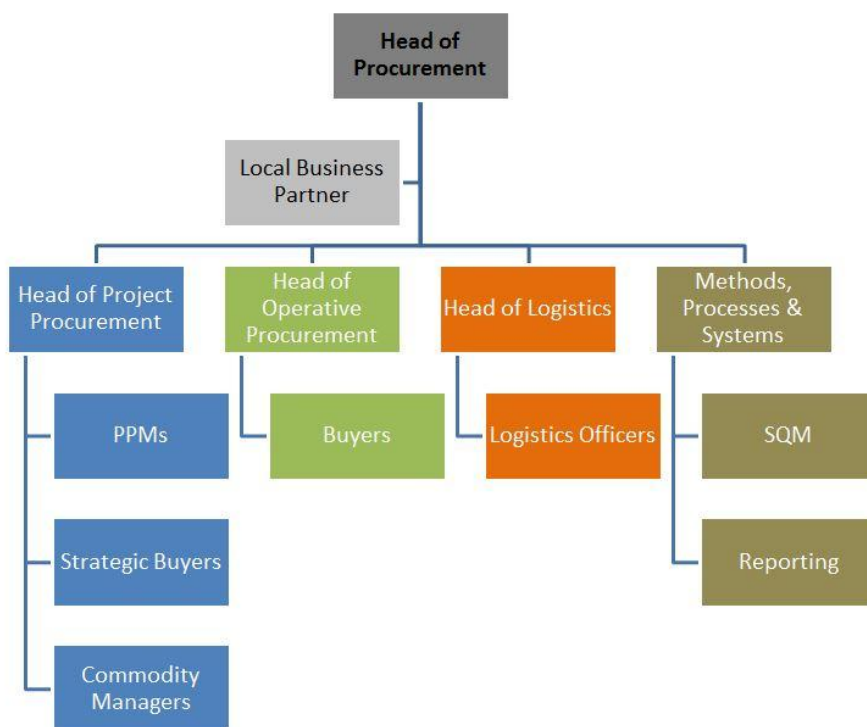 Head of
Procurement
Local Business
Partner
Head of Project
Procurement
Head of
Operative
Procurement
Head of Logistics
Methods,
Processes &
Systems
PPMs
Buyers
Logistics Officers
SQM
Strategic Buyers
Reporting
Commodity
Managers